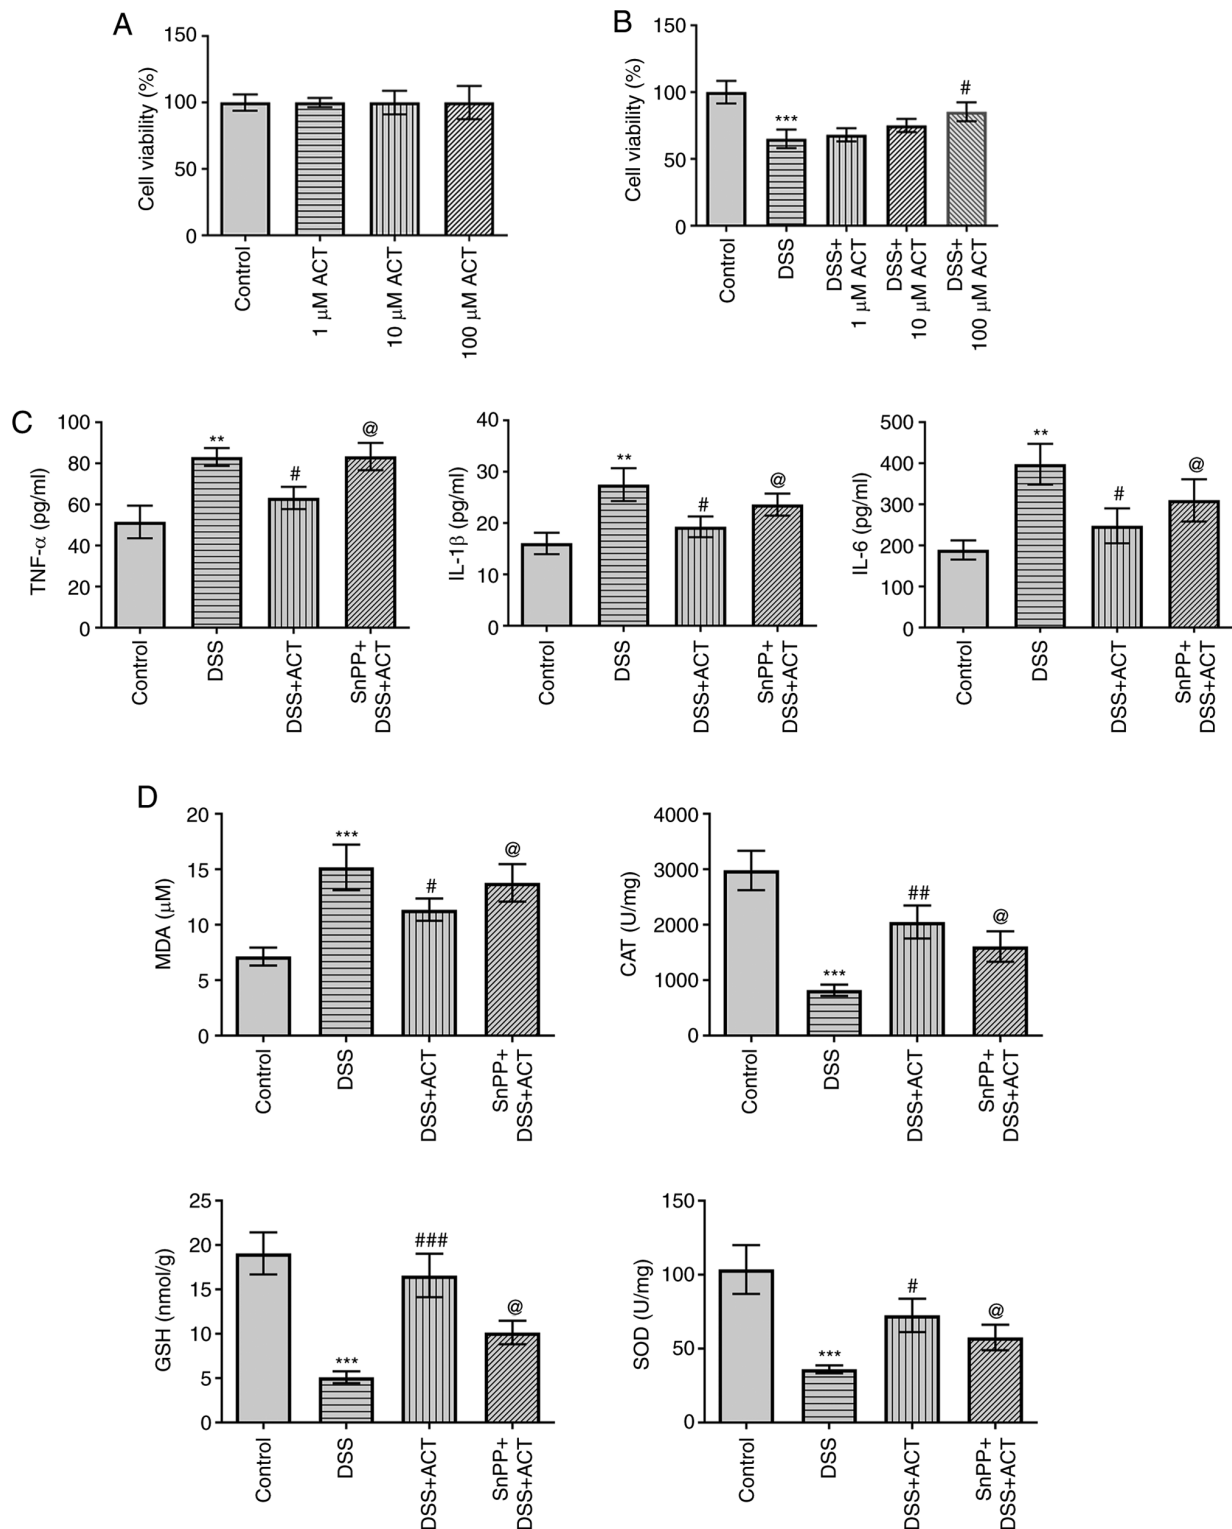 A
Cell viability (%)
150
100
50
0
Control
1 μM ACT
10 μM ACT
100 μM ACT
B
Cell viability (%)
150
100
50
0
***
#
Control
DSS
DSS+
1 μM ACT
DSS+
10 μM ACT
DSS+
100 μM ACT
C
TNF-α (pg/ml)
100
80
60
40
20
0
**
#
@
Control
DSS
DSS+ACT
SnPP+
DSS+ACT
IL-1β (pg/ml)
40
30
20
10
0
**
#
@
Control
DSS
DSS+ACT
SnPP+
DSS+ACT
IL-6 (pg/ml)
500
400
300
200
100
0
**
#
@
Control
DSS
DSS+ACT
SnPP+
DSS+ACT
D
MDA (μM)
20
15
10
5
0
***
#
@
Control
DSS
DSS+ACT
SnPP+
DSS+ACT
CAT (U/mg)
4000
3000
2000
1000
0
***
##
@
Control
DSS
DSS+ACT
SnPP+
DSS+ACT
GSH (nmol/g)
25
20
15
10
5
0
***
###
@
Control
DSS
DSS+ACT
SnPP+
DSS+ACT
SOD (U/mg)
150
100
50
0
***
#
@
Control
DSS
DSS+ACT
SnPP+
DSS+ACT